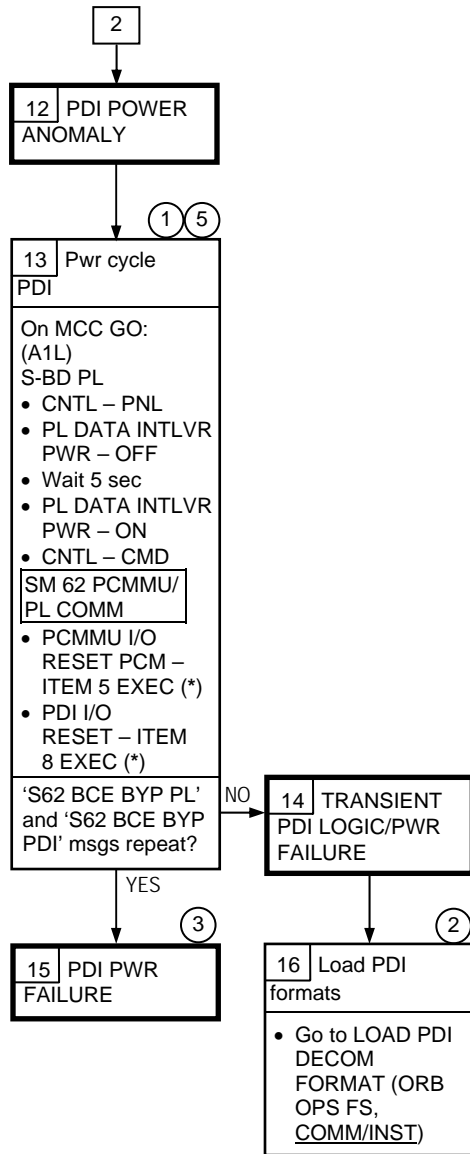 2
12 PDI POWER
ANOMALY
1 5
13 Pwr cycle
PDI
On MCC GO:
(A1L)
S-BD PL
• CNTL – PNL
• PL DATA INTLVR
PWR – OFF
• Wait 5 sec
• PL DATA INTLVR
PWR – ON
• CNTL – CMD
SM 62 PCMMU/
PL COMM
• PCMMU I/O
RESET PCM –
ITEM 5 EXEC (*)
• PDI I/O
RESET – ITEM
8 EXEC (*)
'S62 BCE BYP PL'
and 'S62 BCE BYP
PDI' msgs repeat?
NO
14 TRANSIENT
PDI LOGIC/PWR
FAILURE
YES
3
15 PDI PWR
FAILURE
2
16 Load PDI
formats
• Go to LOAD PDI
DECOM
FORMAT (ORB
OPS FS,
COMM/INST)